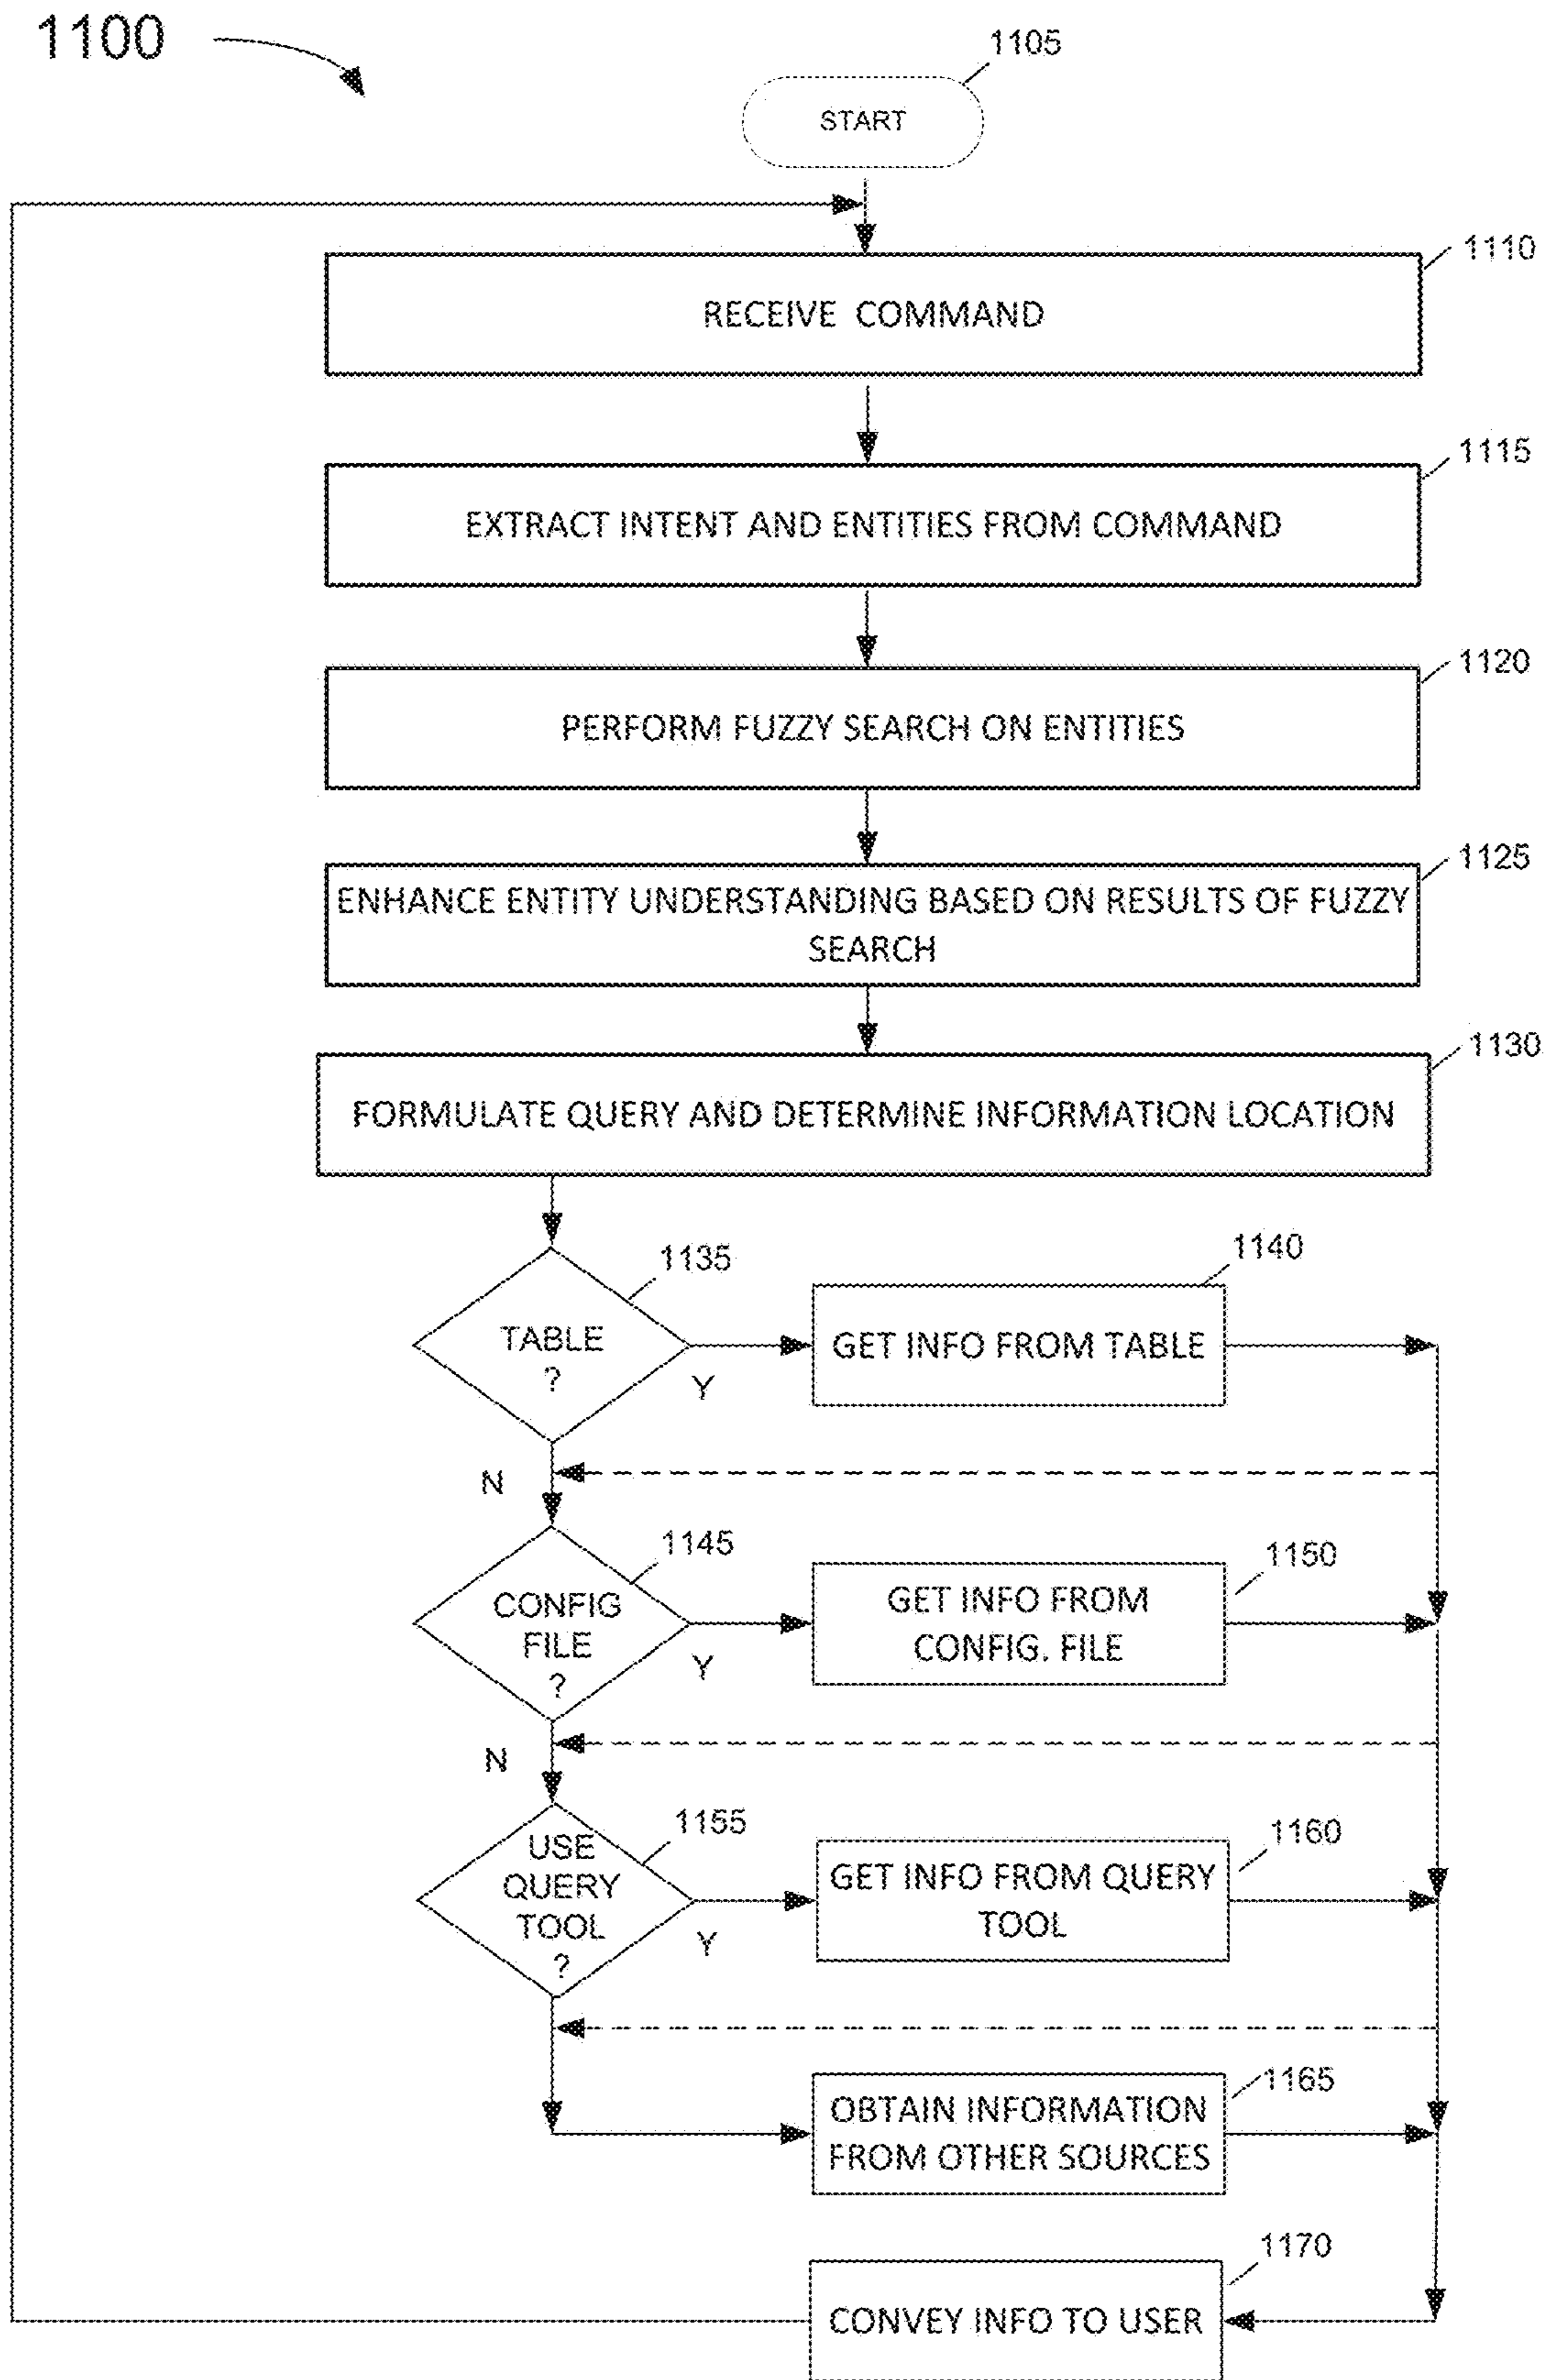 1100
1105
START
1110
RECEIVE COMMAND
1115
EXTRACT INTENT AND ENTITIES FROM COMMAND
1120
PERFORM FUZZY SEARCH ON ENTITIES
1125
ENHANCE ENTITY UNDERSTANDING BASED ON RESULTS OF FUZZY
SEARCH
1130
FORMULATE QUERY AND DETERMINE INFORMATION LOCATION
1135
1140
TABLE
?
Y
GET INFO FROM TABLE
N
1145
1150
CONFIG
FILE
?
Y
GET INFO FROM
CONFIG. FILE
N
1155
1160
USE
QUERY
TOOL
?
Y
GET INFO FROM QUERY
TOOL
1165
OBTAIN INFORMATION
FROM OTHER SOURCES
1170
CONVEY INFO TO USER